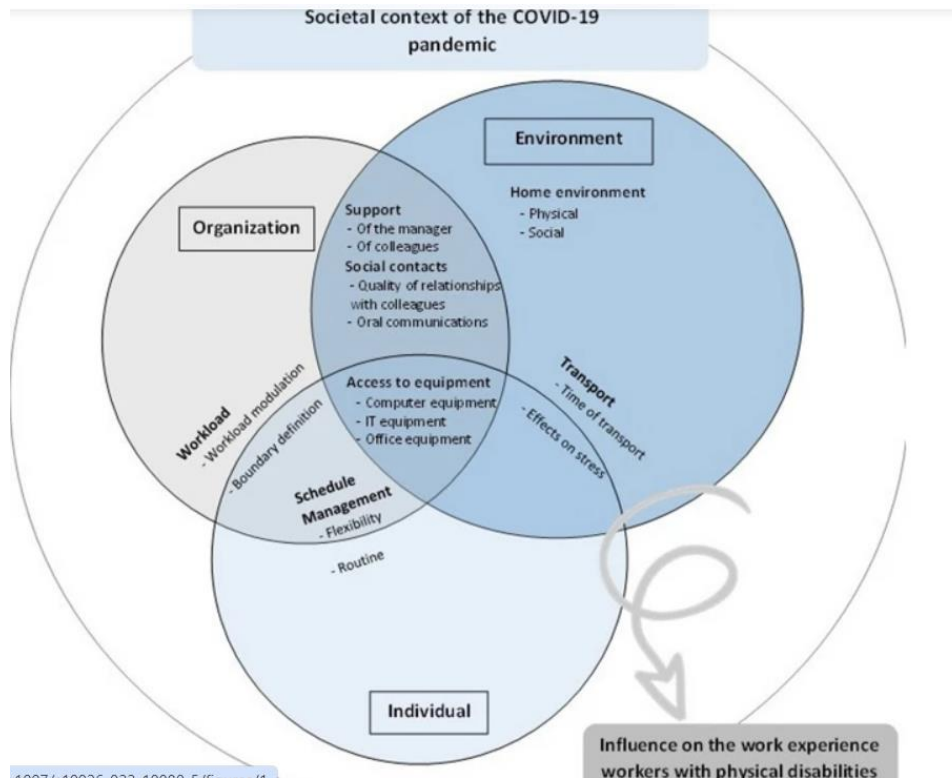 Societal context of the COVID-19
pandemic
Environment
Home environment
- Physical
- Social
Organization
Support
- Of the manager
- Of colleagues
Social contacts
- Quality of relationships
with colleagues
- Oral communications
Access to equipment
- Computer equipment
- IT equipment
- Office equipment
Transport
- Time of transport
- Effects on stress
Workload
- Workload modulation
- Boundary definition
Schedule
Management
- Flexibility
- Routine
Individual
Influence on the work experience
workers with physical disabilities